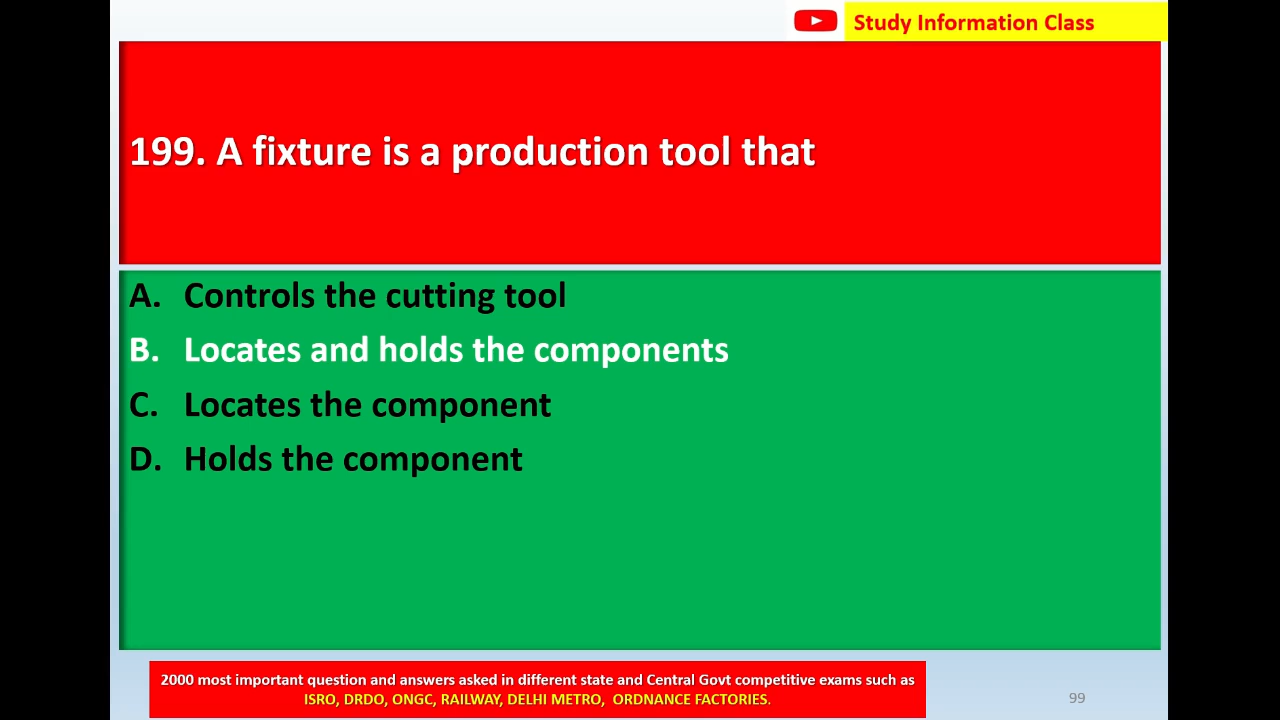 Study Information Class
199. A fixture is a production tool that
A. Controls the cutting tool
B. Locates and holds the components
C. Locates the component
D. Holds the component
2000 most important question and answers asked in different state and Central Govt competitive exams such as
ISRO, DRDO, ONGC, RAILWAY, DELHI METRO, ORDNANCE FACTORIES.
99